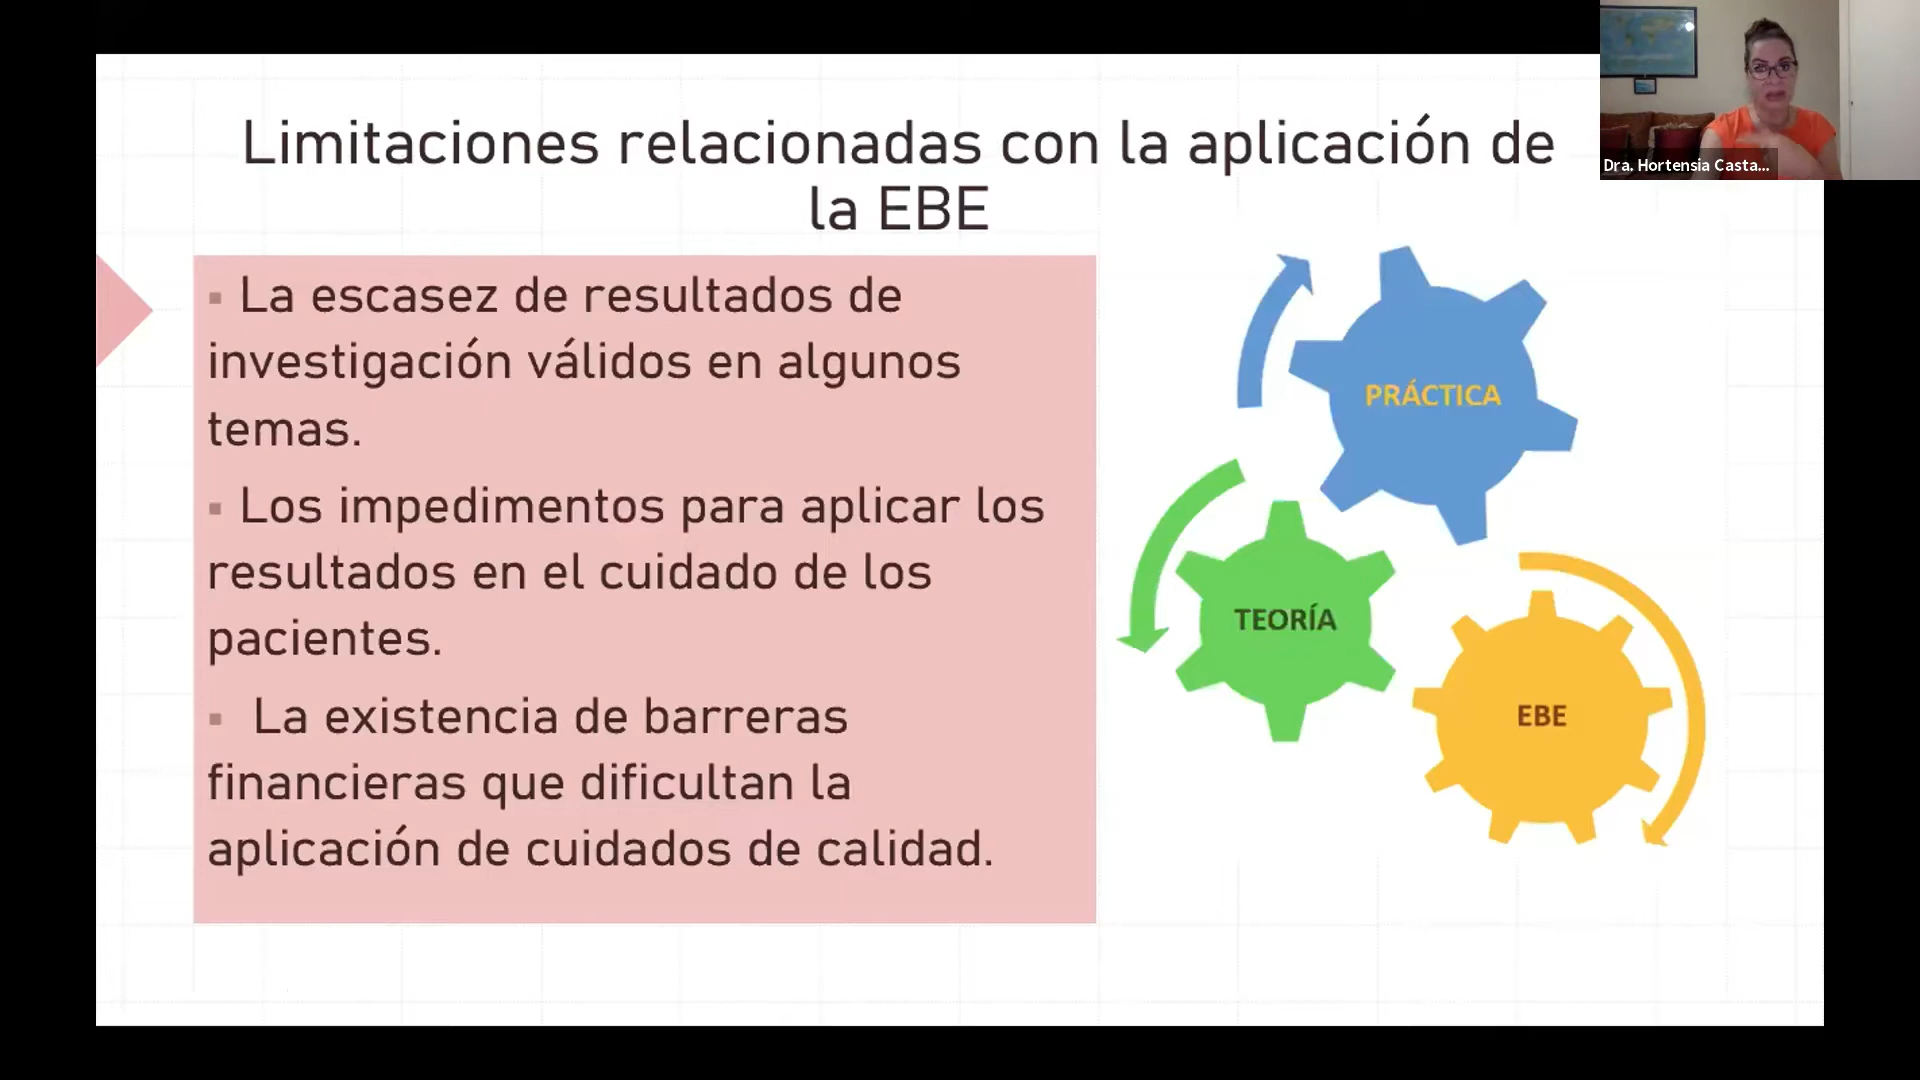 Limitaciones relacionadas con la aplicación de
la EBE
▪ La escasez de resultados de
investigación válidos en algunos
temas.
▪ Los impedimentos para aplicar los
resultados en el cuidado de los
pacientes.
▪ La existencia de barreras
financieras que dificultan la
aplicación de cuidados de calidad.
PRÁCTICA
TEORÍA
EBE
Dra. Hortensia Casta...